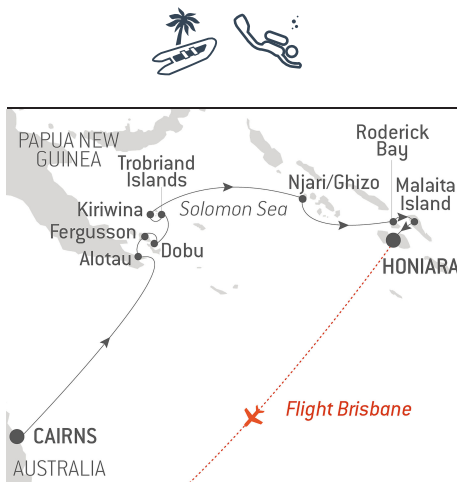 Roderick
Bay
PAPUA NEW
GUINEA
Trobriand
Islands
Njari/Ghizo
Malaita
Island
Kiriwina
Solomon Sea
Fergusson
Dobu
Alotau
HONIARA
Flight Brisbane
CAIRNS
AUSTRALIA